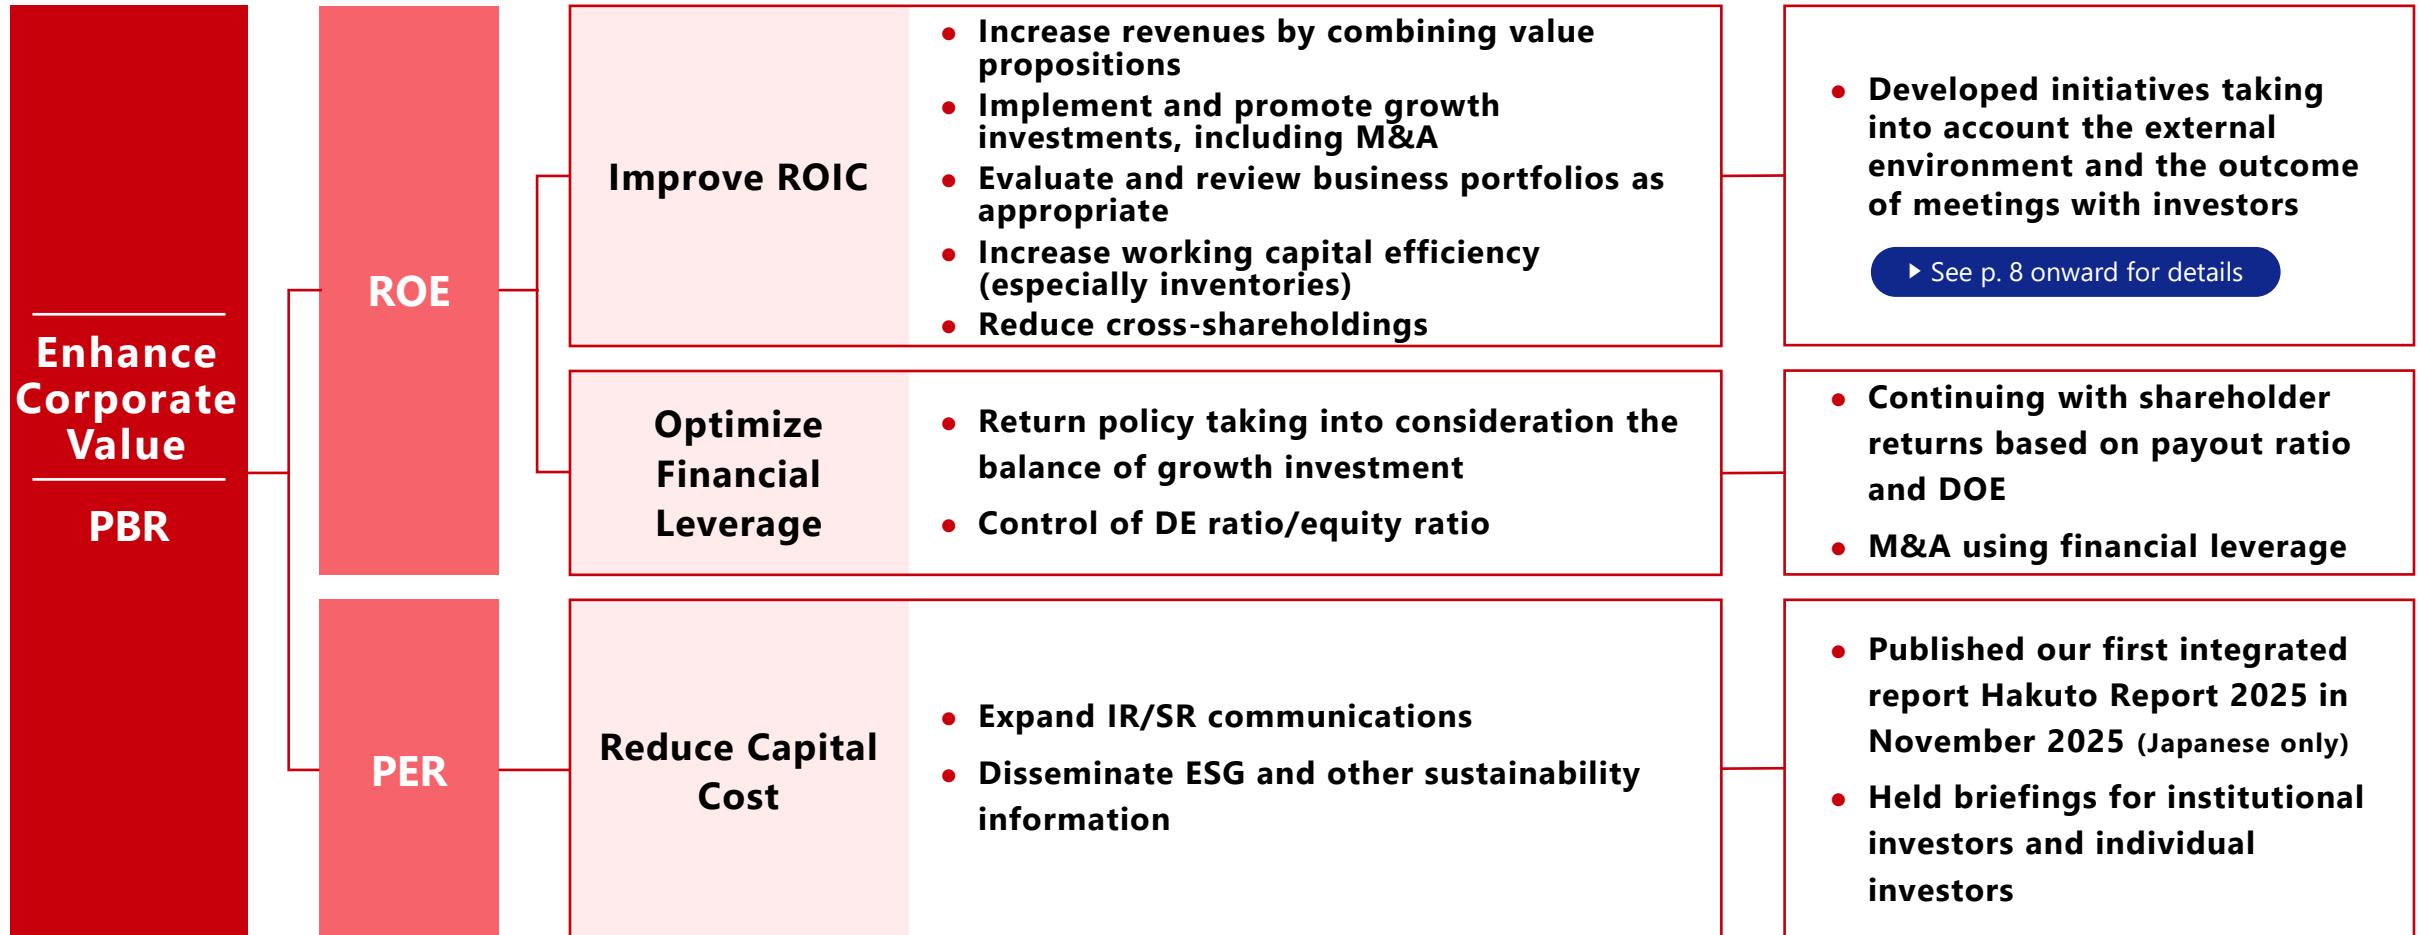 Enhance
Corporate
Value
PBR
ROE
Improve ROIC
● Increase revenues by combining value
propositions
● Implement and promote growth
investments, including M&A
● Evaluate and review business portfolios as
appropriate
● Increase working capital efficiency
(especially inventories)
● Reduce cross-shareholdings
● Developed initiatives taking
into account the external
environment and the outcome
of meetings with investors
▶ See p. 8 onward for details
Optimize
Financial
Leverage
● Return policy taking into consideration the
balance of growth investment
● Control of DE ratio/equity ratio
● Continuing with shareholder
returns based on payout ratio
and DOE
● M&A using financial leverage
PER
Reduce Capital
Cost
● Expand IR/SR communications
● Disseminate ESG and other sustainability
information
● Published our first integrated
report Hakuto Report 2025 in
November 2025 (Japanese only)
● Held briefings for institutional
investors and individual
investors